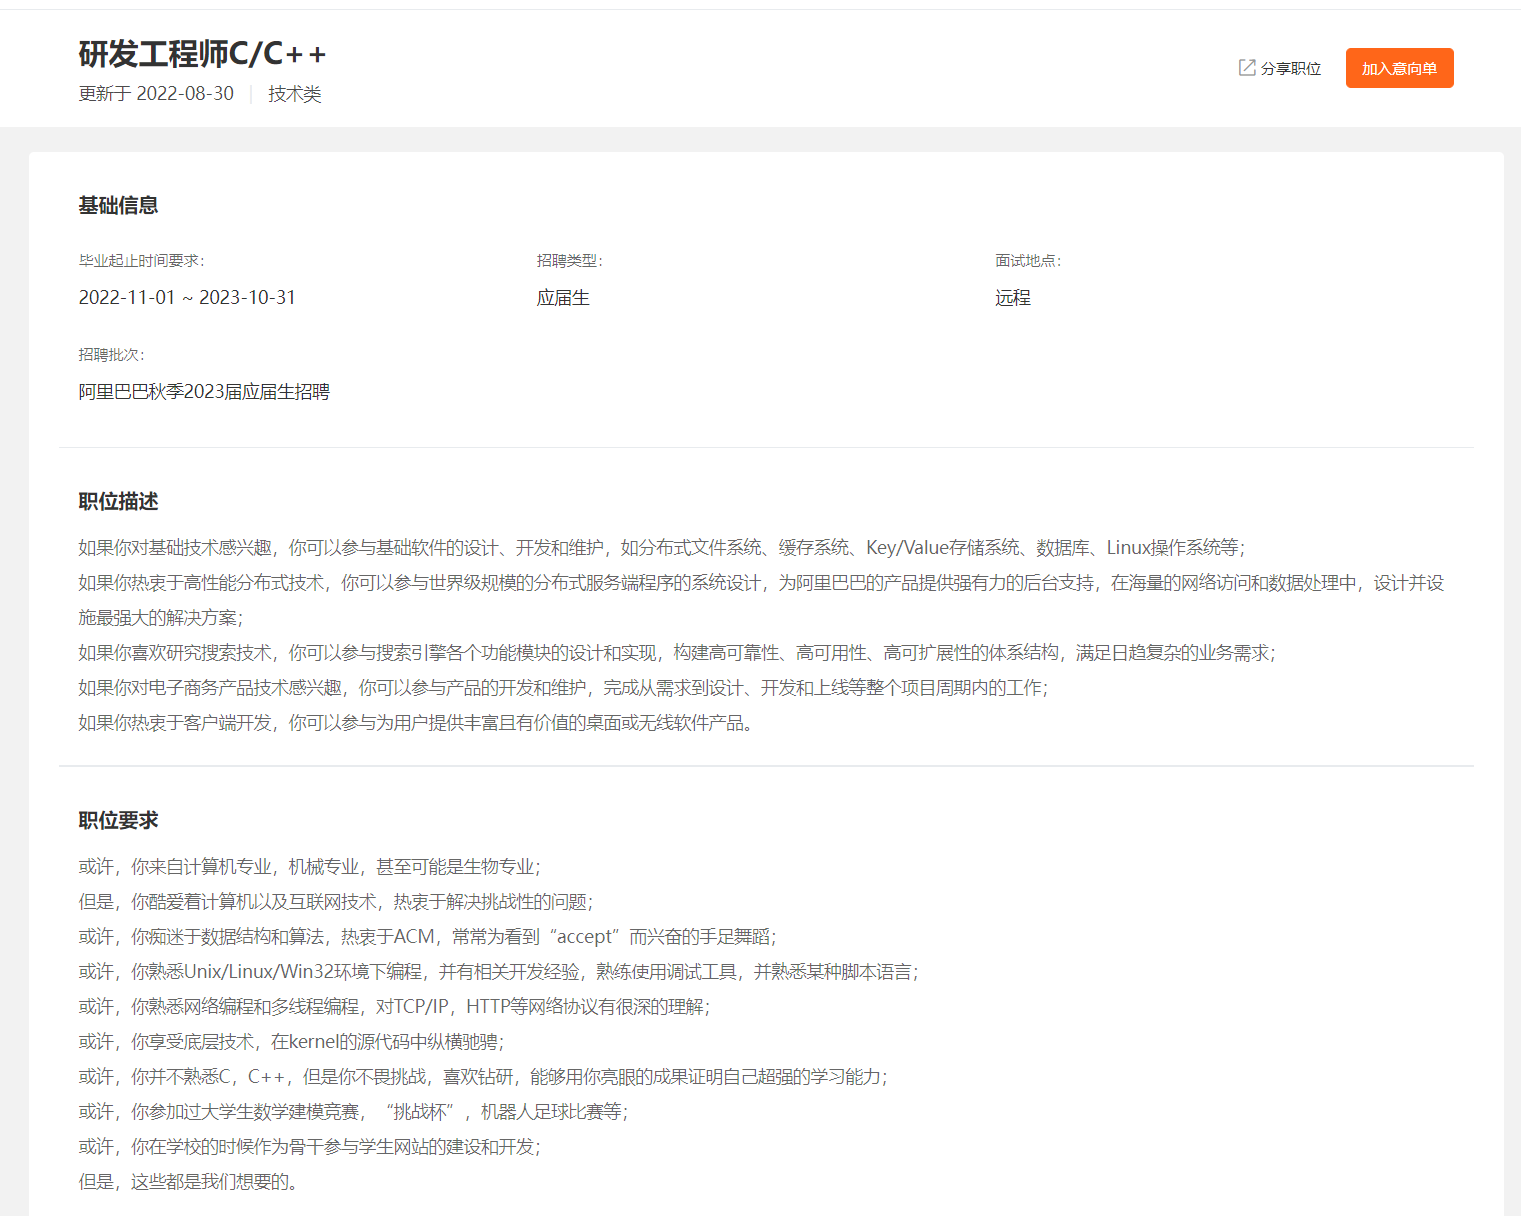 研发工程师C/C++
更新于 2022-08-30 技术类
分享职位
加入意向单
基础信息
毕业起止时间要求： 招聘类型： 面试地点：
2022-11-01 ~ 2023-10-31 应届生 远程
招聘批次：
阿里巴巴秋季2023届应届生招聘
职位描述
如果你对基础技术感兴趣，你可以参与基础软件的设计、开发和维护，如分布式文件系统、缓存系统、Key/Value存储系统、数据库、Linux操作系统等；
如果你热衷于高性能分布式技术，你可以参与世界级规模的分布式服务端程序的系统设计，为阿里巴巴的产品提供强有力的后台支持，在海量的网络访问和数据处理中，设计并设
施最强大的解决方案；
如果你喜欢研究搜索技术，你可以参与搜索引擎各个功能模块的设计和实现，构建高可靠性、高可用性、高可扩展性的体系结构，满足日趋复杂的业务需求；
如果你对电子商务产品技术感兴趣，你可以参与产品的开发和维护，完成从需求到设计、开发和上线等整个项目周期内的工作；
如果你热衷于客户端开发，你可以参与为用户提供丰富且有价值的桌面或无线软件产品。
职位要求
或许，你来自计算机专业，机械专业，甚至可能是生物专业；
但是，你酷爱着计算机以及互联网技术，热衷于解决挑战性的问题；
或许，你痴迷于数据结构和算法，热衷于ACM，常常为看到“accept”而兴奋的手足舞蹈；
或许，你熟悉Unix/Linux/Win32环境下编程，并有相关开发经验，熟练使用调试工具，并熟悉某种脚本语言；
或许，你熟悉网络编程和多线程编程，对TCP/IP，HTTP等网络协议有很深的理解；
或许，你享受底层技术，在kernel的源代码中纵横驰骋；
或许，你并不熟悉C，C++，但是你不畏挑战，喜欢钻研，能够用你亮眼的成果证明自己超强的学习能力；
或许，你参加过大学生数学建模竞赛，“挑战杯”，机器人足球比赛等；
或许，你在学校的时候作为骨干参与学生网站的建设和开发；
但是，这些都是我们想要的。